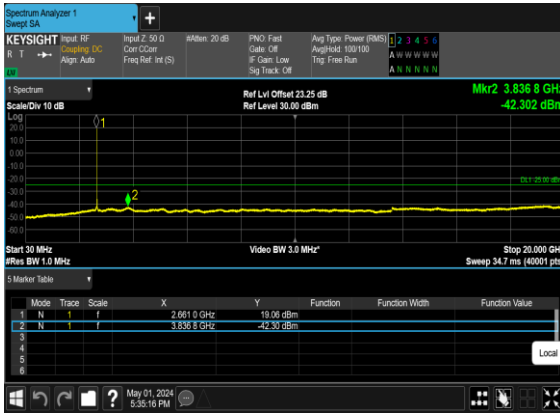 Spectrum Analyzer 1
Swept SA
+
KEYSIGHT Input: RF Input Z: 50 Ω #Atten: 20 dB PNO: Fast Avg Type: Power (RMS) 1 2 3 4 5 6
R T Coupling: DC Corr CCorr Gate: Off Avg|Hold: 100/100 A W W W W W
Align: Auto Freq Ref: Int (S) IF Gain: Low Trig: Free Run
Sig Track: Off A N N N N N
1 Spectrum
Scale/Div 10 dB
Ref Lvl Offset 23.25 dB
Ref Level 30.00 dBm
Mkr2 3.836 8 GHz
-42.302 dBm
Log
20.0
10.0
0.00
-10.0
-20.0
-30.0
-40.0
-50.0
-60.0
1
2
DL1 -25.00 dBm
Start 30 MHz Video BW 3.0 MHz* Stop 20.000 GHz
#Res BW 1.0 MHz Sweep 34.7 ms (40001 pts)
5 Marker Table
Mode Trace Scale X Y Function Function Width Function Value
1 N 1 f 2.661 0 GHz 19.06 dBm
2 N 1 f 3.836 8 GHz -42.30 dBm
3
4
5
6
Local
?
May 01, 2024
5:35:16 PM